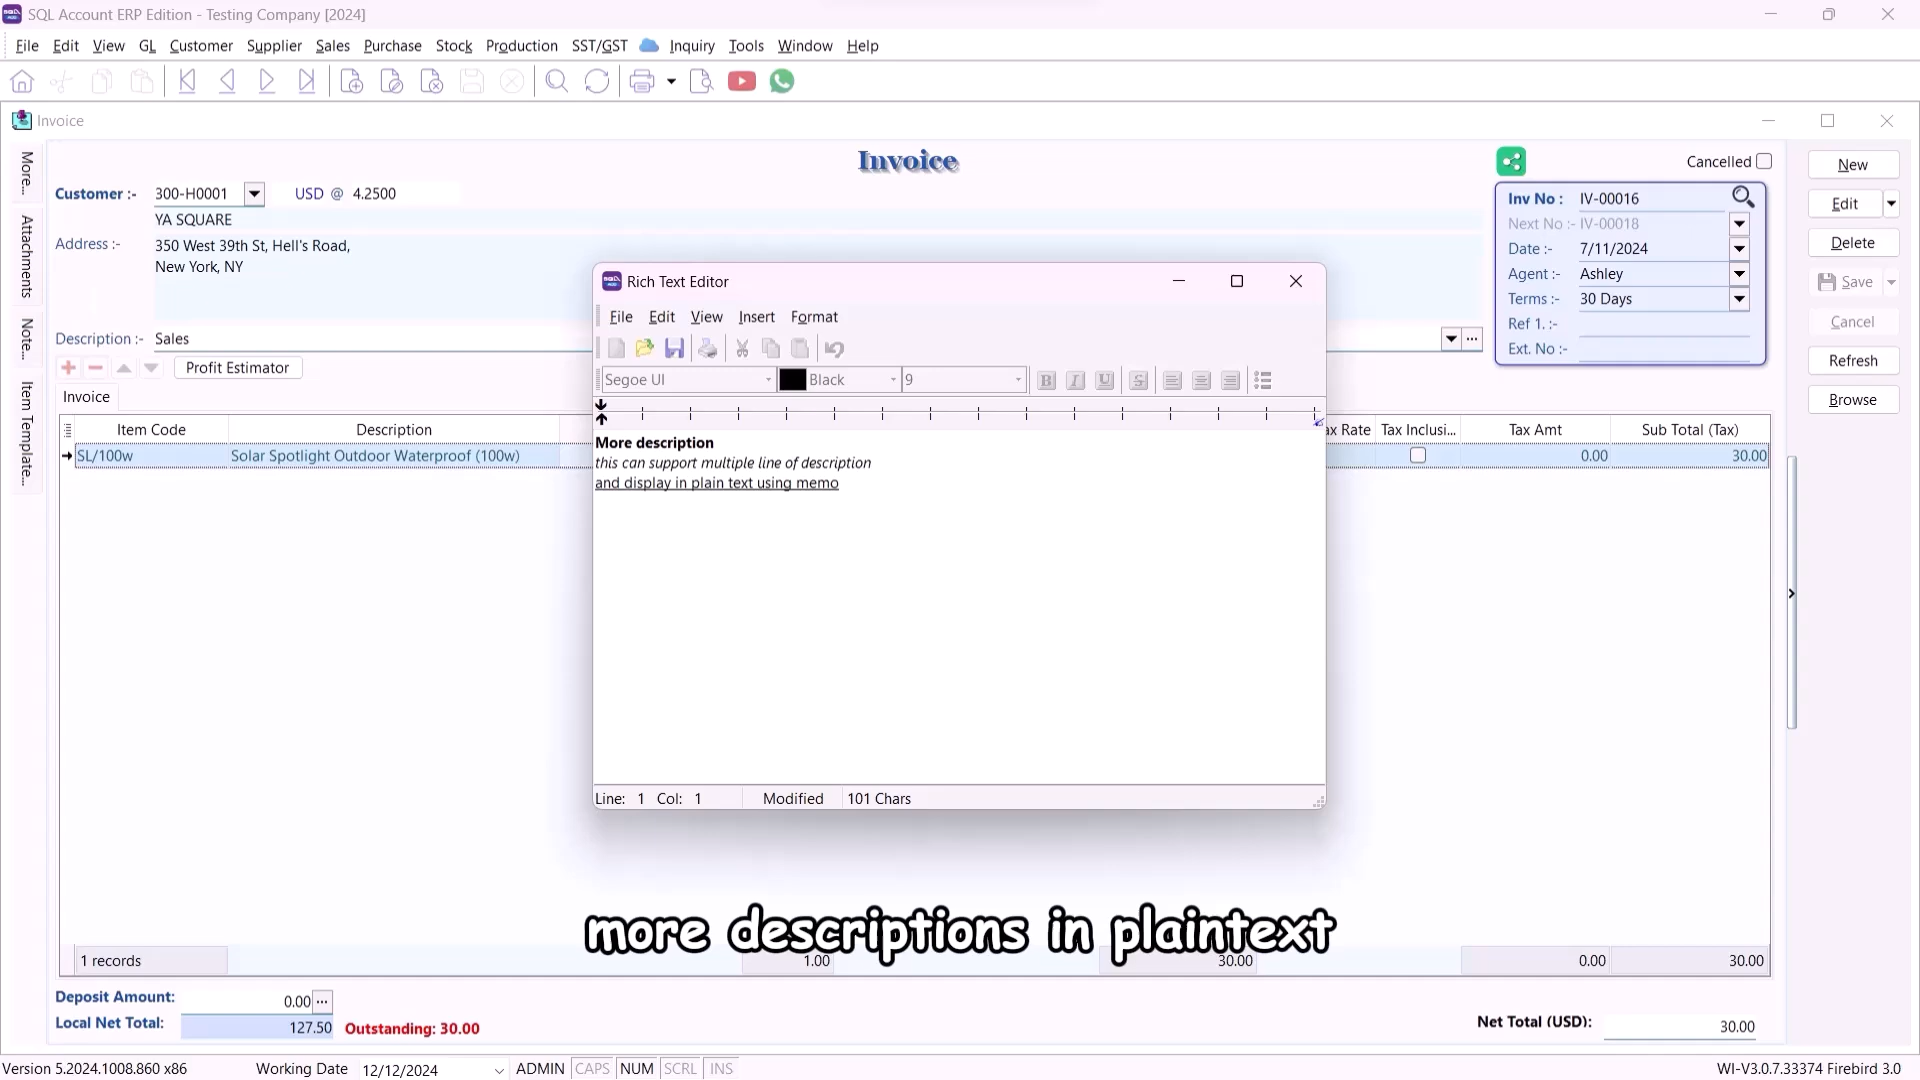 SQL Account ERP Edition - Testing Company [2024]
File Edit View GL Customer Supplier Sales Purchase Stock Production SST/GST Inquiry Tools Window Help
Invoice
More...
Attachments
Note...
Item Template...
Invoice
Cancelled
Customer :- 300-H0001 USD @ 4.2500
YA SQUARE
Address :- 350 West 39th St, Hell's Road,
New York, NY
Description :- Sales
Profit Estimator
Invoice
Inv No : IV-00016
Next No :- IV-00018
Date :- 7/11/2024
Agent :- Ashley
Terms :- 30 Days
Ref 1. :-
Ext. No :-
New
Edit
Delete
Save
Cancel
Refresh
Browse
Item Code Description ax Rate Tax Inclusi... Tax Amt Sub Total (Tax)
SL/100w Solar Spotlight Outdoor Waterproof (100w) 0.00 30.00
Rich Text Editor
File Edit View Insert Format
Segoe UI Black 9
B I U S
More description
this can support multiple line of description
and display in plain text using memo
Line: 1 Col: 1 Modified 101 Chars
more descriptions in plaintext
1 records 1.00 30.00 0.00 30.00
Deposit Amount: 0.00
Local Net Total: 127.50 Outstanding: 30.00
Net Total (USD): 30.00
Version 5.2024.1008.860 x86 Working Date 12/12/2024 ADMIN CAPS NUM SCRL INS WI-V3.0.7.33374 Firebird 3.0